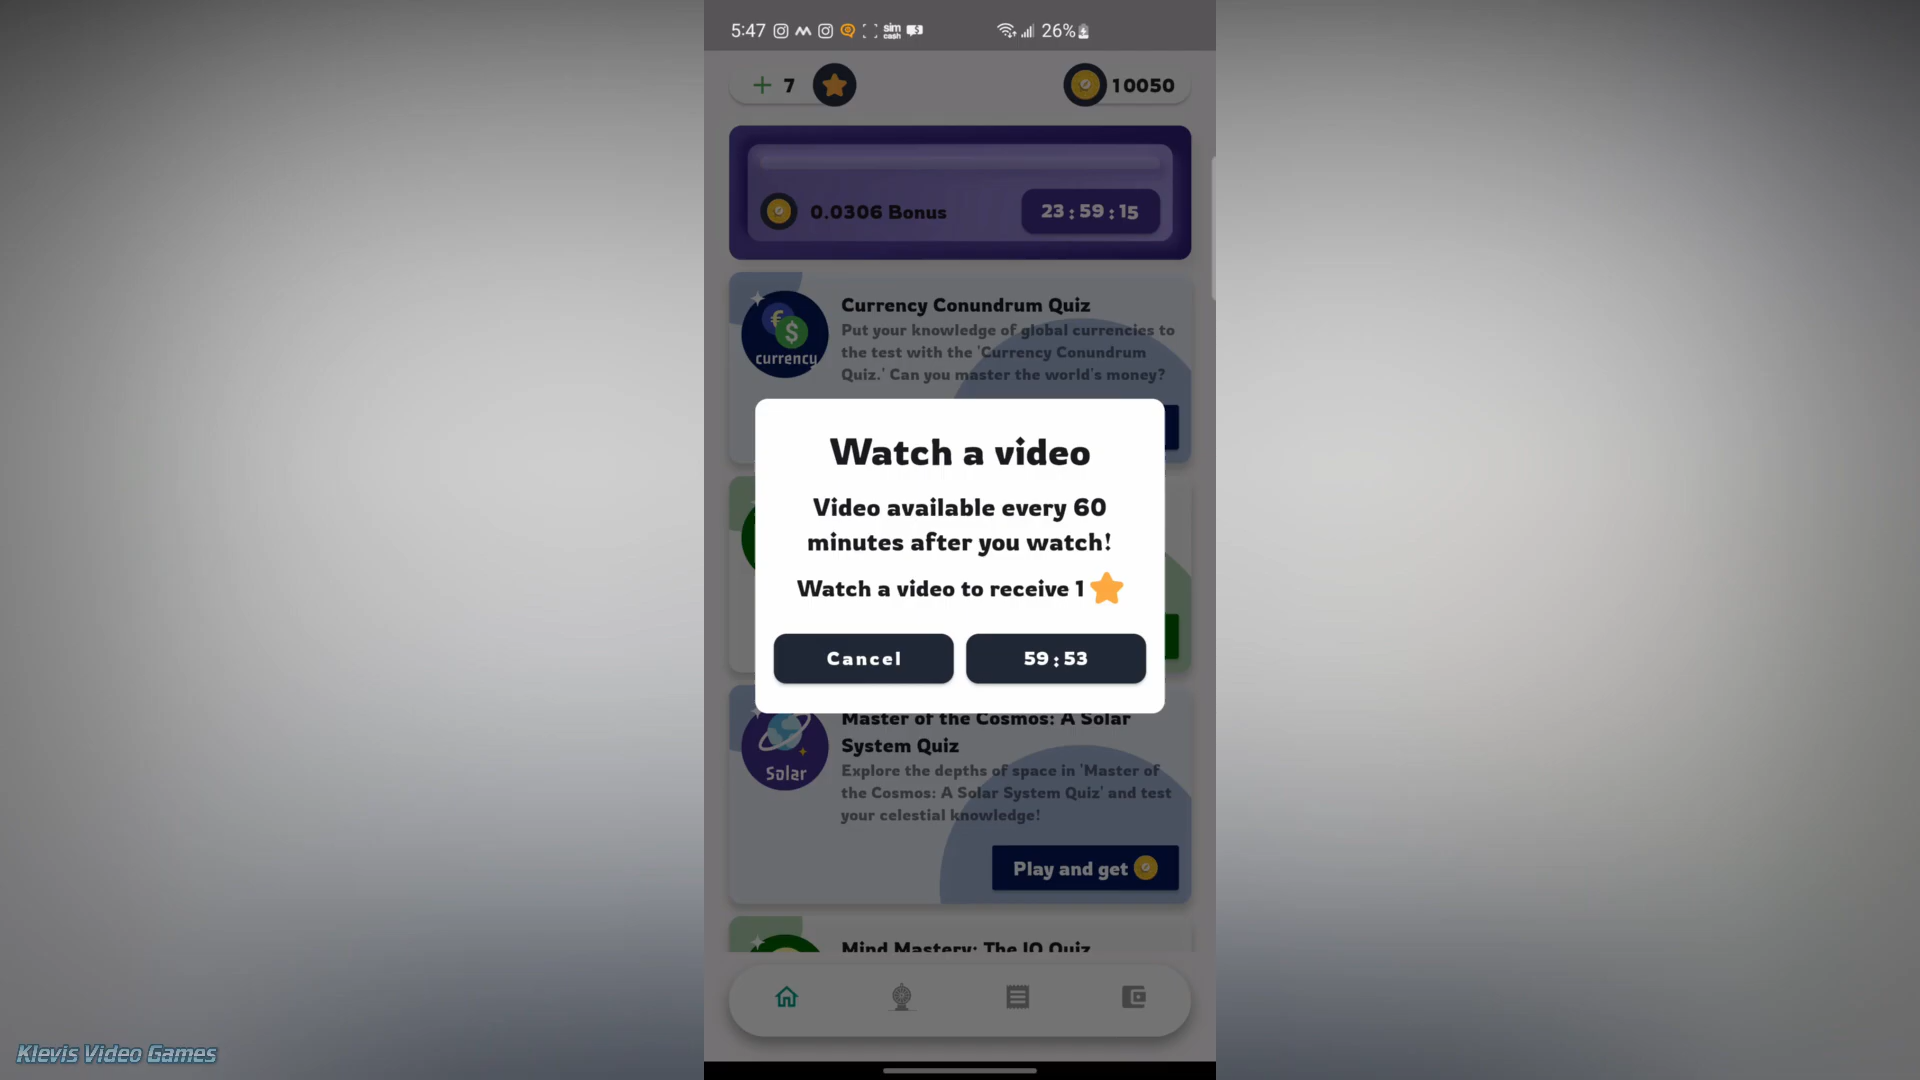 5:47
sim
cash
26%
7
10050
0.0306 Bonus
23:59:15
€
$
currency
Currency Conundrum Quiz
Put your knowledge of global currencies to
the test with the 'Currency Conundrum
Quiz.' Can you master the world's money?
Watch a video
Video available every 60
minutes after you watch!
Watch a video to receive 1
Cancel
59:53
Solar
Master of the Cosmos: A Solar
System Quiz
Explore the depths of space in 'Master of
the Cosmos: A Solar System Quiz' and test
your celestial knowledge!
Play and get
Mind Mastery: The IQ Quiz
Klevis Video Games